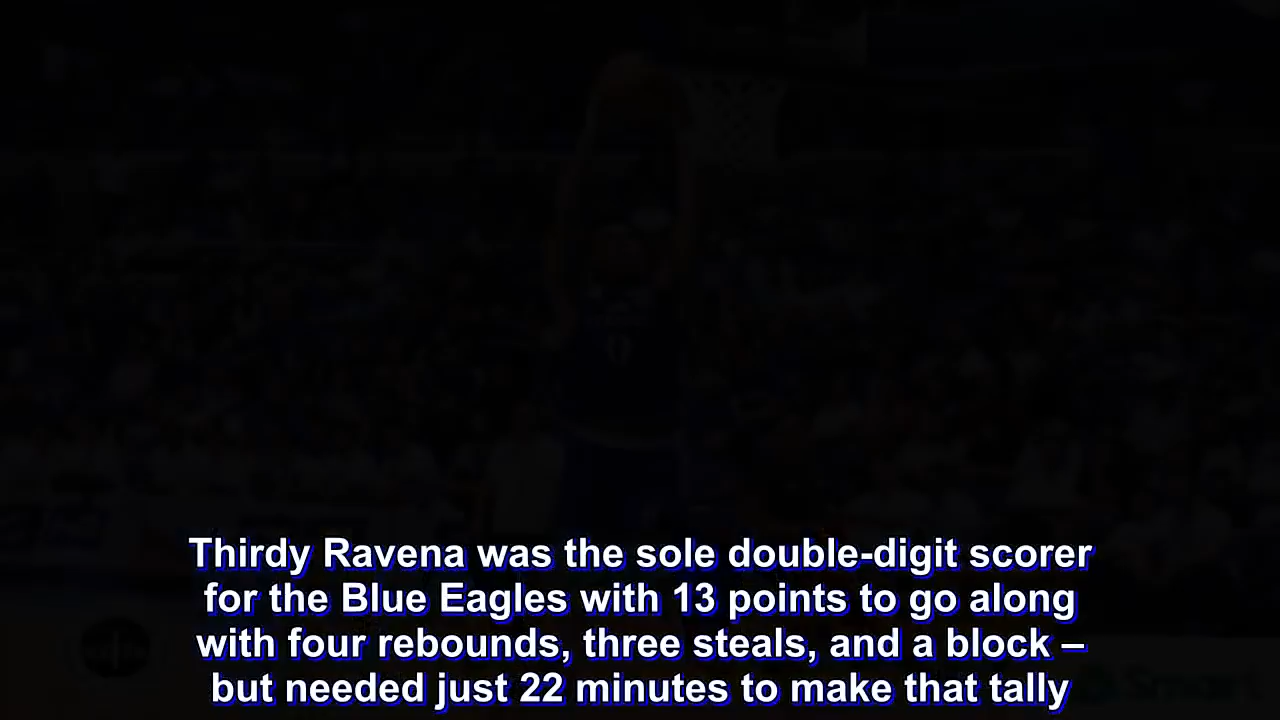 Thirdy Ravena was the sole double-digit scorer
for the Blue Eagles with 13 points to go along
with four rebounds, three steals, and a block –
but needed just 22 minutes to make that tally
Smart